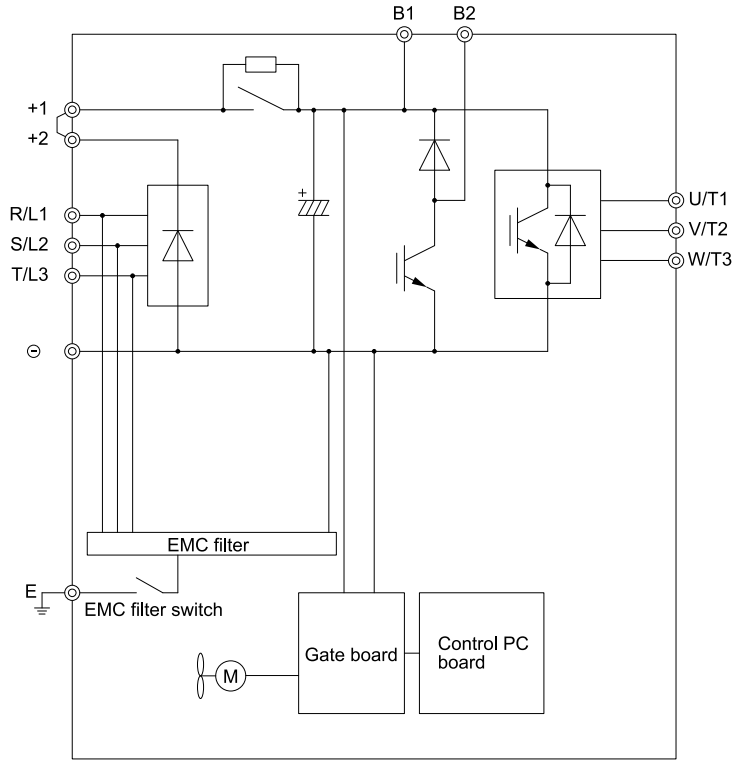 B1
B2
+1
+2
+
R/L1
S/L2
T/L3
U/T1
V/T2
W/T3
⊖
EMC filter
E
EMC filter switch
Gate board
Control PC
board
M